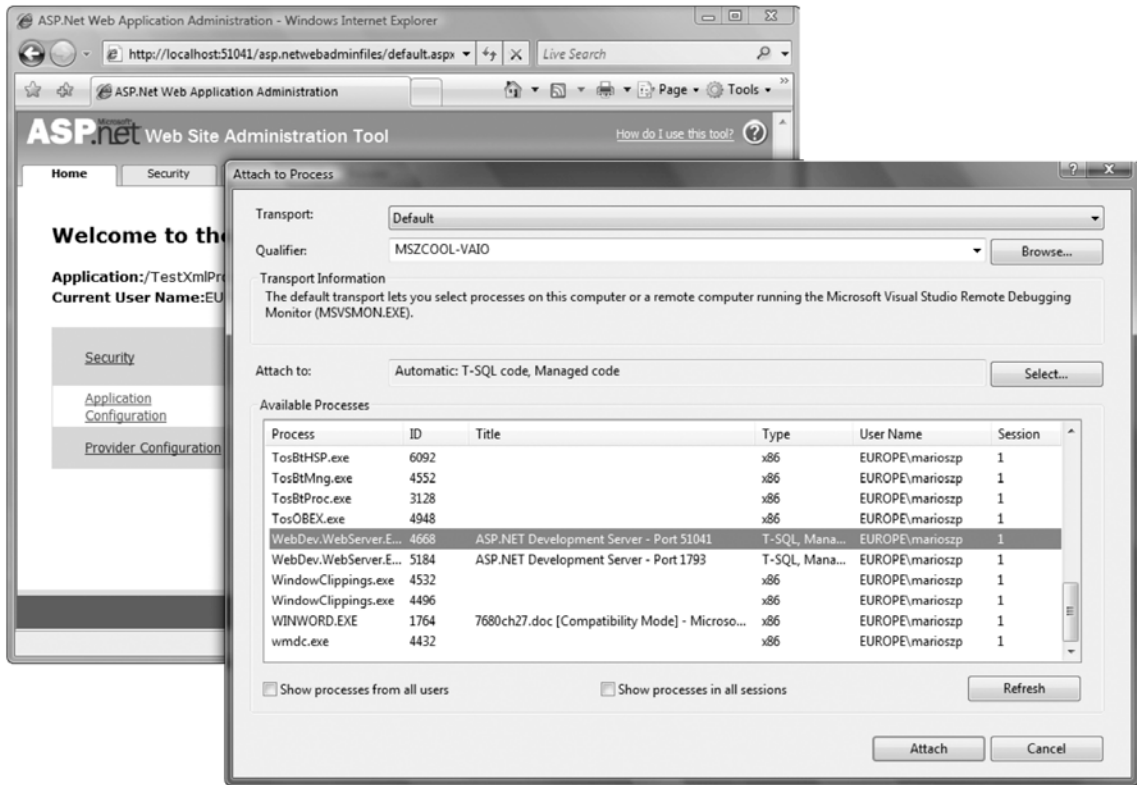 ASP.Net Web Application Administration - Windows Internet Explorer
http://localhost:51041/asp.netwebadminfiles/default.aspx
Live Search
ASP.Net Web Application Administration
Page
Tools
Microsoft
ASP.net Web Site Administration Tool
How do I use this tool?
Home Security
Welcome to the
Application:/TestXmlPr
Current User Name:EU
Security
Application
Configuration
Provider Configuration
Attach to Process
Transport: Default
Qualifier: MSZCOOL-VAIO Browse...
Transport Information
The default transport lets you select processes on this computer or a remote computer running the Microsoft Visual Studio Remote Debugging
Monitor (MSVSMON.EXE).
Attach to: Automatic: T-SQL code, Managed code Select...
Available Processes
Process ID Title Type User Name Session
TosBtHSP.exe 6092 x86 EUROPE\marioszp 1
TosBtMng.exe 4552 x86 EUROPE\marioszp 1
TosBtProc.exe 3128 x86 EUROPE\marioszp 1
TosOBEX.exe 4948 x86 EUROPE\marioszp 1
WebDev.WebServer.E... 4668 ASP.NET Development Server - Port 51041 T-SQL, Mana... EUROPE\marioszp 1
WebDev.WebServer.E... 5184 ASP.NET Development Server - Port 1793 T-SQL, Mana... EUROPE\marioszp 1
WindowClippings.exe 4532 x86 EUROPE\marioszp 1
WindowClippings.exe 4496 x86 EUROPE\marioszp 1
WINWORD.EXE 1764 7680ch27.doc [Compatibility Mode] - Microso... x86 EUROPE\marioszp 1
wmdc.exe 4432 x86 EUROPE\marioszp 1
Show processes from all users Show processes in all sessions Refresh
Attach Cancel